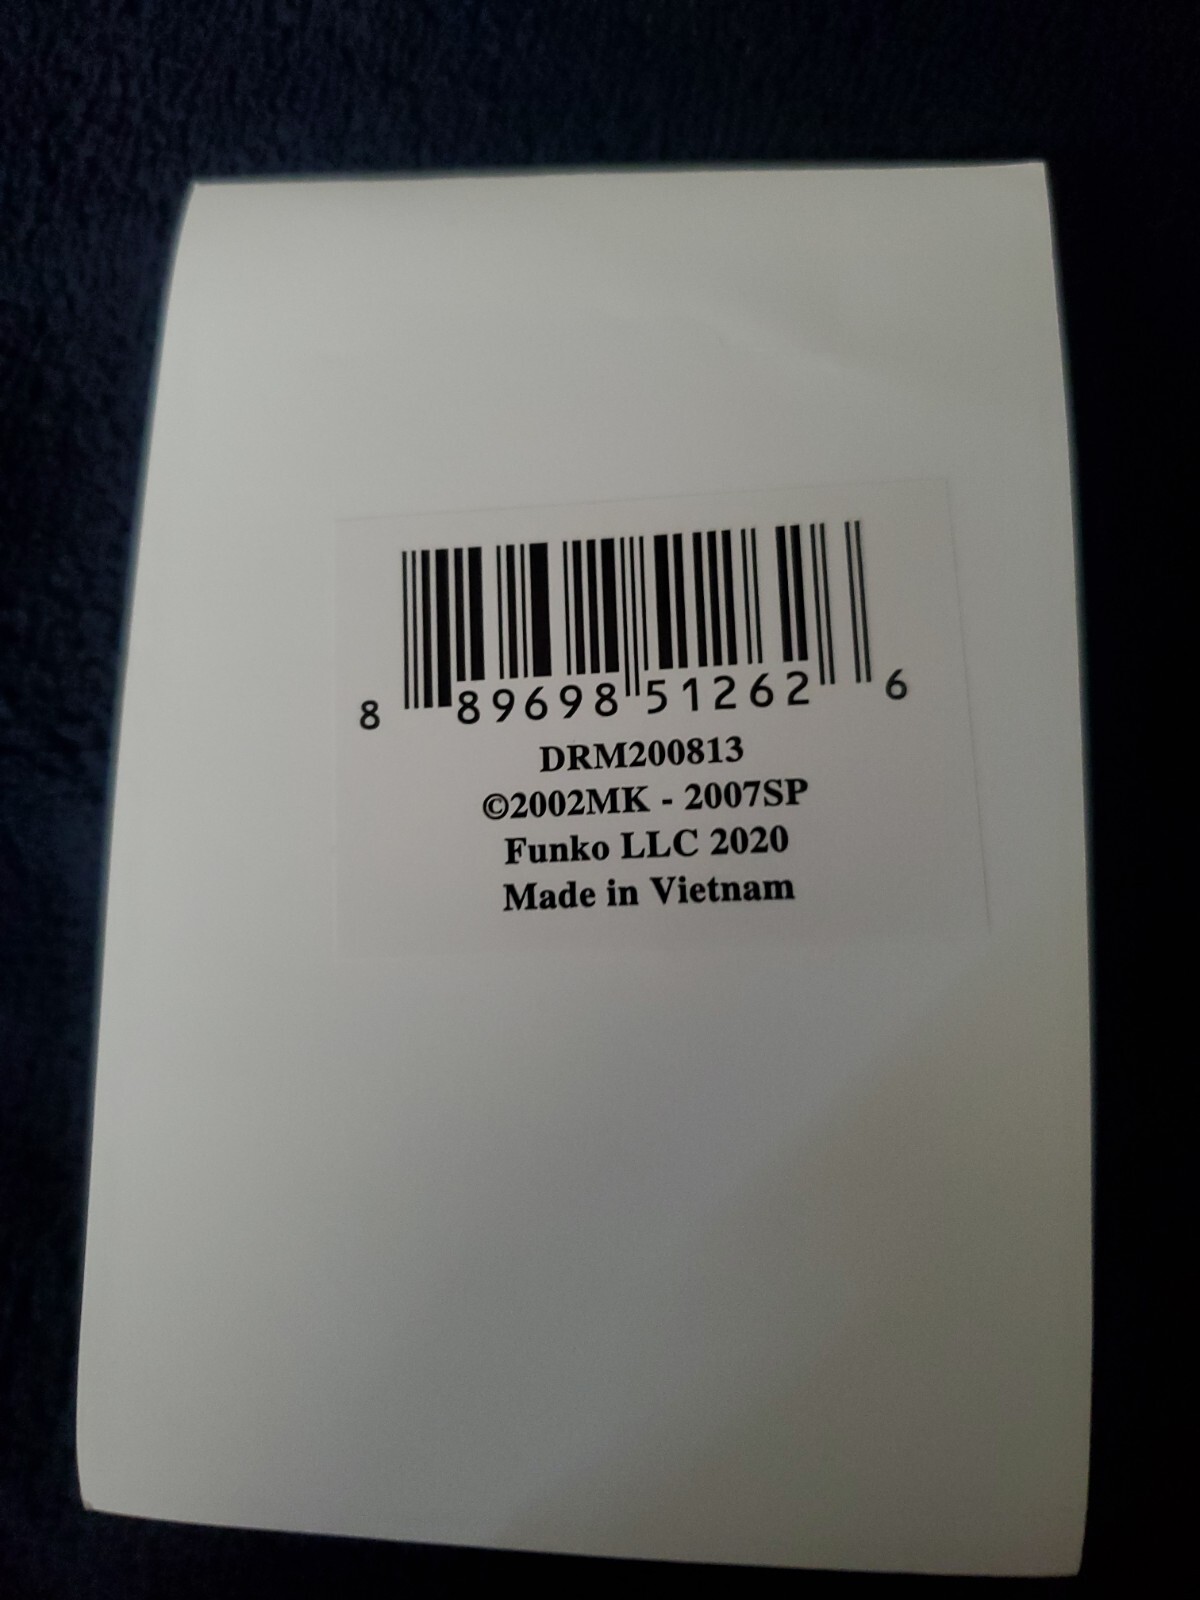 8 89698 51262 6
DRM200813
©2002MK - 2007SP
Funko LLC 2020
Made in Vietnam